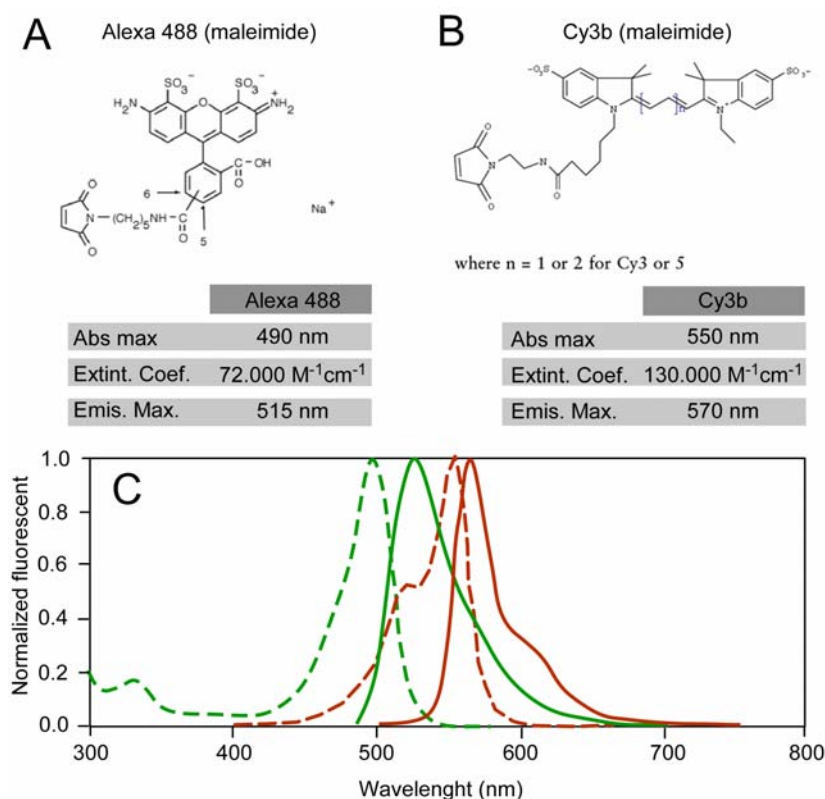 A
Alexa 488 (maleimide)
SO₃⁻ SO₃⁻
H₂N O NH₂⁺
C–OH
O
6
O
N–(CH₂)₅NH–C
O
O
5
Na⁺
B
Cy3b (maleimide)
⁻O₃S SO₃⁻
N [ ]n N⁺
O
N
O
HN
O
where n = 1 or 2 for Cy3 or 5
Alexa 488
Abs max 490 nm
Extint. Coef. 72.000 M⁻¹cm⁻¹
Emis. Max. 515 nm
Cy3b
Abs max 550 nm
Extint. Coef. 130.000 M⁻¹cm⁻¹
Emis. Max. 570 nm
C
Normalized fluorescent
1.0
0.8
0.6
0.4
0.2
0.0
300 400 500 600 700 800
Wavelenght (nm)